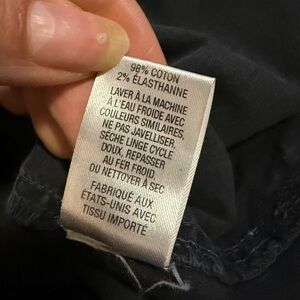 98% COTON
2% ÉLASTHANNE
LAVER À LA MACHINE
À L'EAU FROIDE AVEC
COULEURS SIMILAIRES,
NE PAS JAVELLISER,
SÈCHE LINGE CYCLE
DOUX, REPASSER
AU FER FROID
OU NETTOYER À SEC
FABRIQUÉ AUX
ÉTATS-UNIS AVEC
TISSU IMPORTÉ